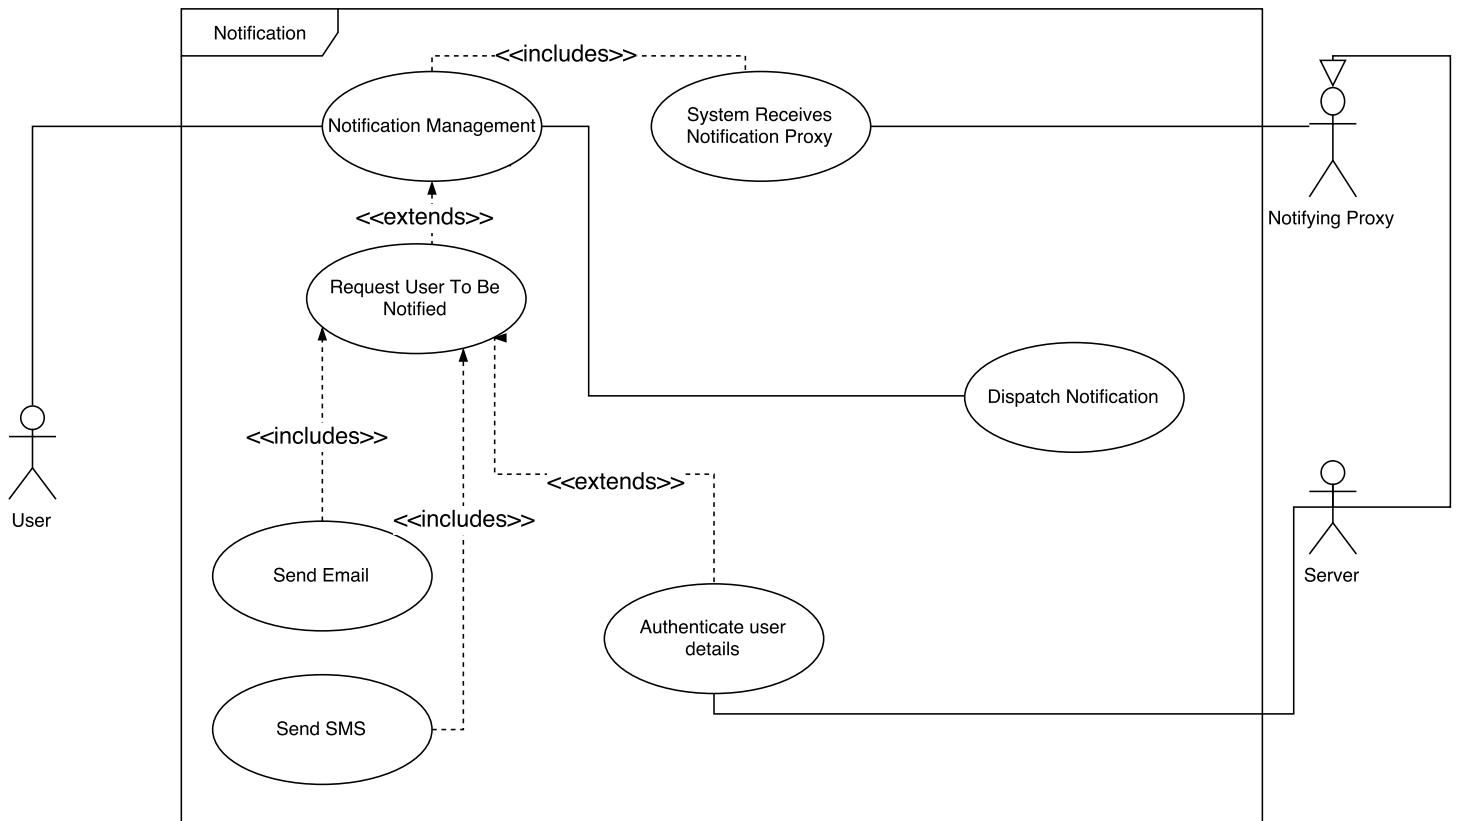 Notification
<<includes>>
Notification Management
System Receives
Notification Proxy
Notifying Proxy
<<extends>>
Request User To Be
Notified
Dispatch Notification
<<includes>>
<<extends>>
<<includes>>
User
Send Email
Server
Authenticate user
details
Send SMS